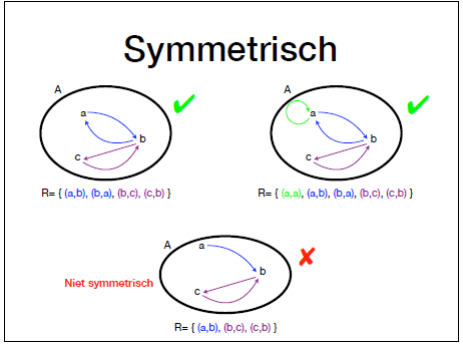 Symmetrisch
A
a
b
c
R= { (a,b), (b,a), (b,c), (c,b) }
A
a
b
c
R= { (a,a), (a,b), (b,a), (b,c), (c,b) }
A
a
b
c
Niet symmetrisch
R= { (a,b), (b,c), (c,b) }